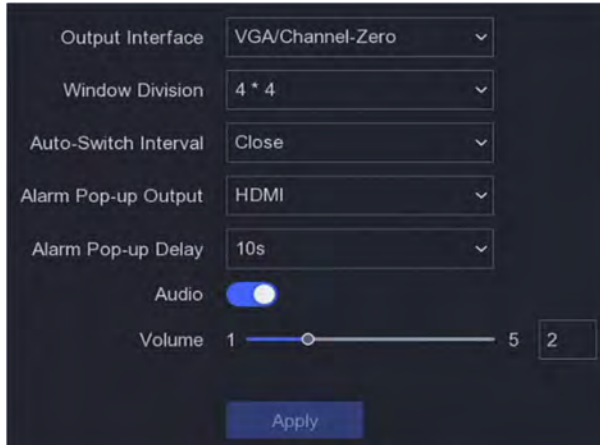 Output Interface VGA/Channel-Zero
Window Division 4 * 4
Auto-Switch Interval Close
Alarm Pop-up Output HDMI
Alarm Pop-up Delay 10s
Audio
Volume 1 5 2
Apply